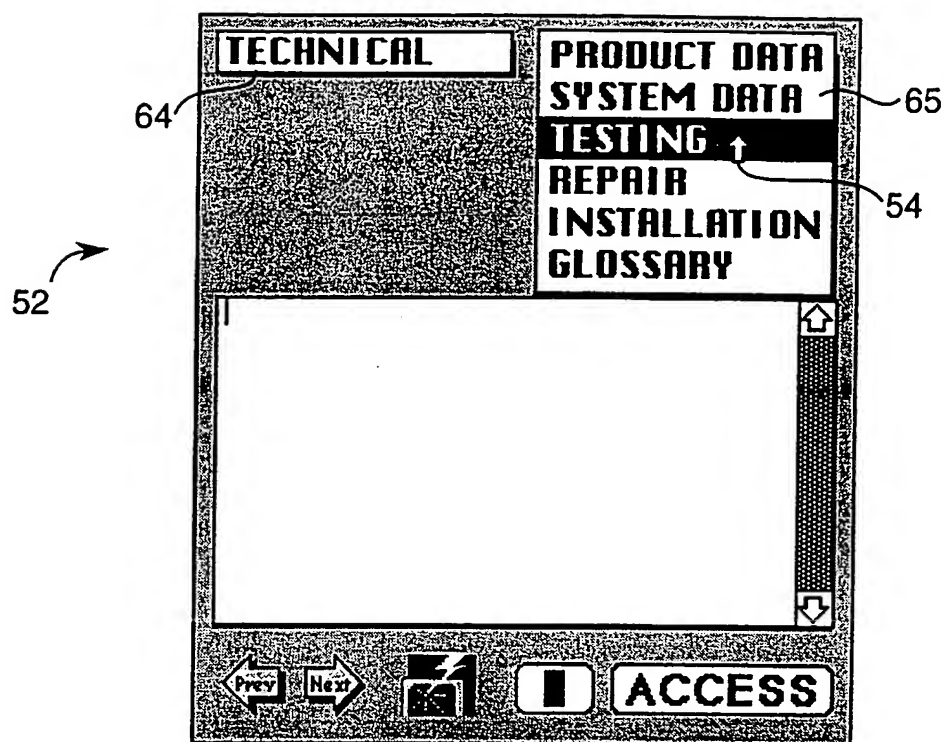 TECHNICAL
64
PRODUCT DATA
SYSTEM DATA
65
TESTING
54
REPAIR
INSTALLATION
GLOSSARY
52
Prev
Next
ACCESS